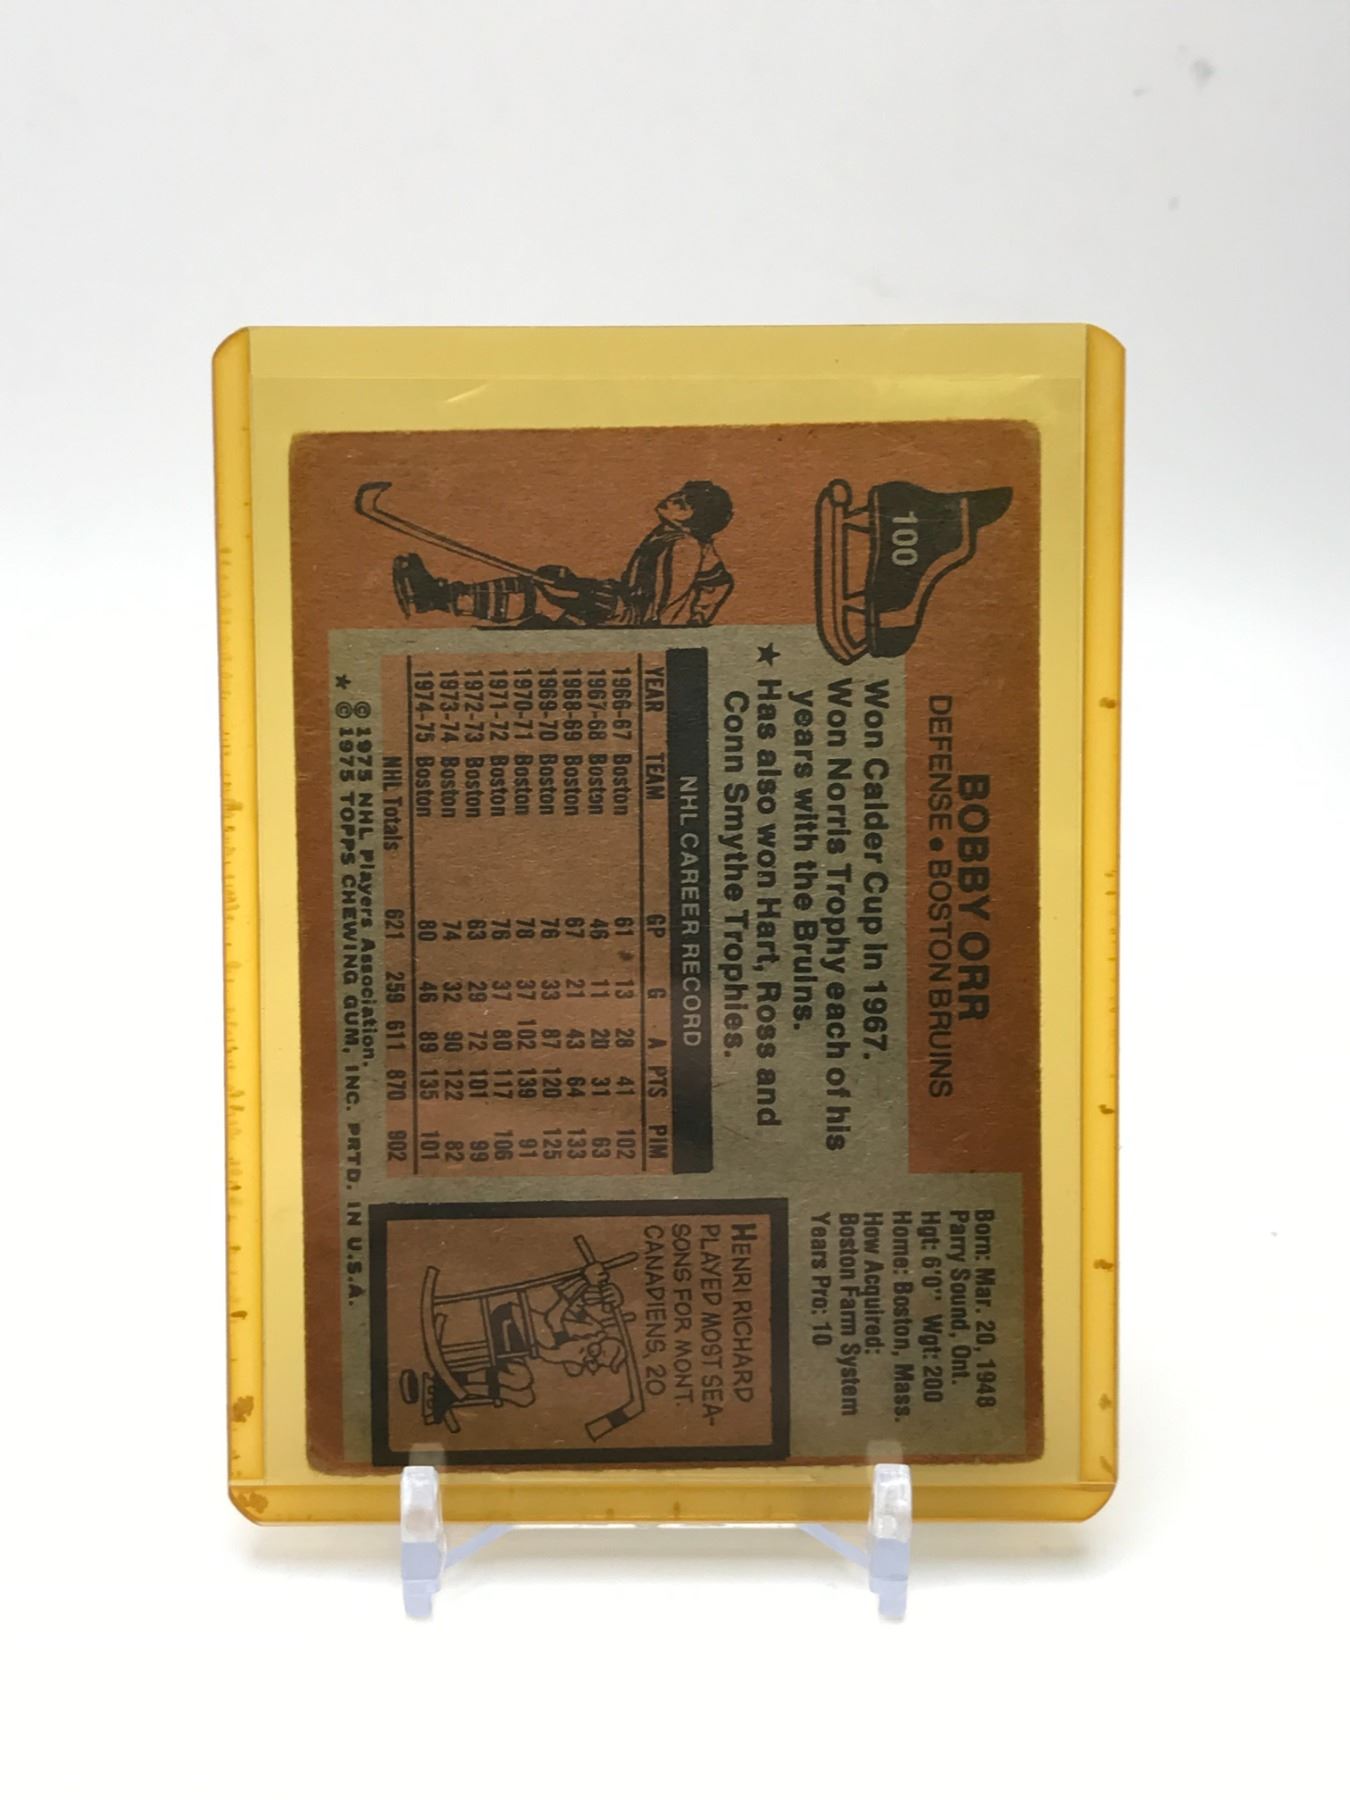 100
BOBBY ORR
DEFENSE • BOSTON BRUINS
Won Calder Cup in 1967.
Won Norris Trophy each of his
years with the Bruins.
★ Has also won Hart, Ross and
Conn Smythe Trophies.
Born: Mar. 20, 1948
Parry Sound, Ont.
Hgt: 6'0" Wgt: 200
Home: Boston, Mass.
How Acquired:
Boston Farm System
Years Pro: 10
NHL CAREER RECORD
YEAR TEAM GP G A PTS PIM
1966-67 Boston 61 13 28 41 102
1967-68 Boston 46 11 20 31 63
1968-69 Boston 67 21 43 64 133
1969-70 Boston 76 33 87 120 125
1970-71 Boston 78 37 102 139 91
1971-72 Boston 76 37 80 117 106
1972-73 Boston 63 29 72 101 99
1973-74 Boston 74 32 90 122 82
1974-75 Boston 80 46 89 135 101
NHL Totals 621 259 611 870 902
© 1975 NHL Players Association.
★ © 1975 TOPPS CHEWING GUM, INC. PRTD. IN U.S.A.
HENRI RICHARD
PLAYED MOST SEA-
SONS FOR MONT.
CANADIENS, 20